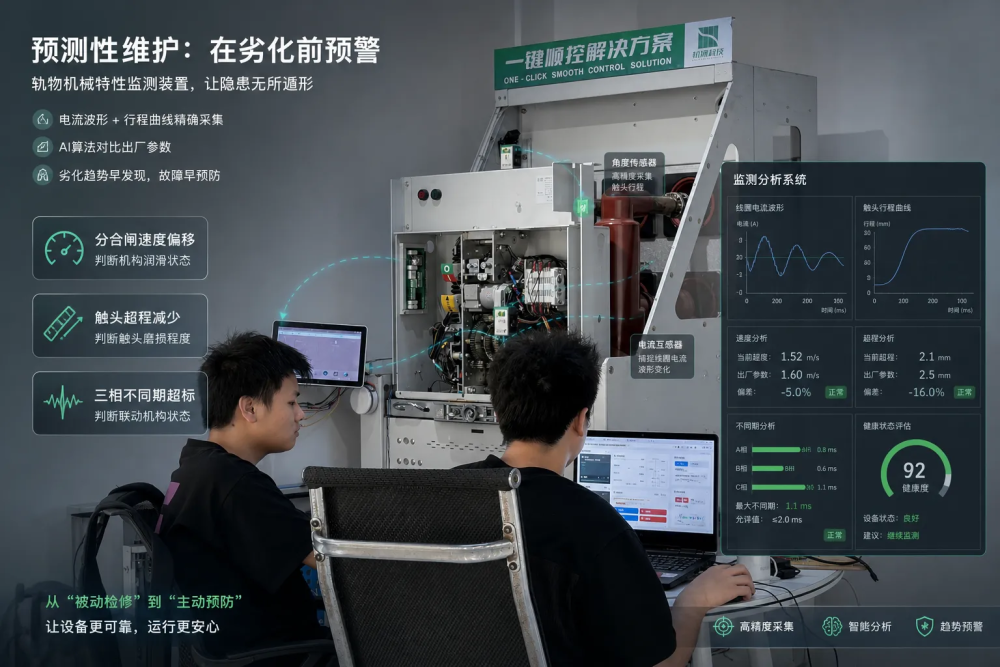 预测性维护：在劣化前预警
轨物机械特性监测装置，让隐患无所遁形
电流波形 + 行程曲线精确采集
AI算法对比出厂参数
劣化趋势早发现，故障早预防
分合闸速度偏移
判断机构润滑状态
触头超程减少
判断触头磨损程度
三相不同期超标
判断联动机构状态
从“被动检修”到“主动预防”
让设备更可靠，运行更安心
一键顺控解决方案
ONE-CLICK SMOOTH CONTROL SOLUTION
角度传感器
高精度采集
触头行程
电流互感器
捕捉线圈电流
波形变化
监测分析系统
线圈电流波形
电流 (A)
0
100
200
100
时间 (ms)
触头行程曲线
行程 (mm)
0
100
200
100
时间 (ms)
速度分析
当前超度： 1.52 m/s
出厂参数： 1.60 m/s
偏差： -5.0% 正常
超程分析
当前超程： 2.1 mm
出厂参数： 2.5 mm
偏差： -16.0% 正常
不同期分析
A相 0.8 ms
B相 0.6 ms
C相 1.1 ms
最大不同期： 1.1 ms
允评值： ≤2.0 ms
正常
健康状态评估
92
健康度
设备状态： 良好
建议： 继续监测
高精度采集
智能分析
趋势预警